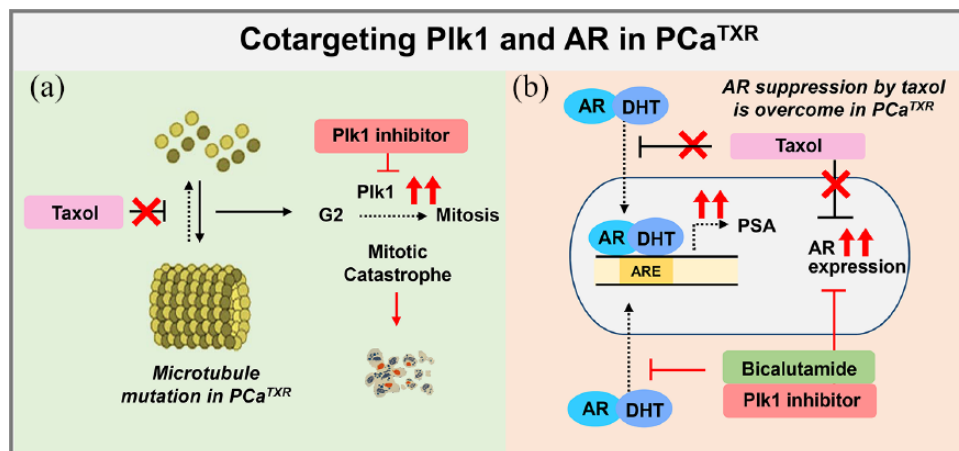 Cotargeting Plk1 and AR in PCaTXR
(a)
Plk1 inhibitor
Taxol
Plk1
G2
Mitosis
Mitotic
Catastrophe
Microtubule
mutation in PCaTXR
(b)
AR suppression by taxol
is overcome in PCaTXR
AR
DHT
Taxol
AR
DHT
PSA
ARE
AR
expression
Bicalutamide
Plk1 inhibitor
AR
DHT